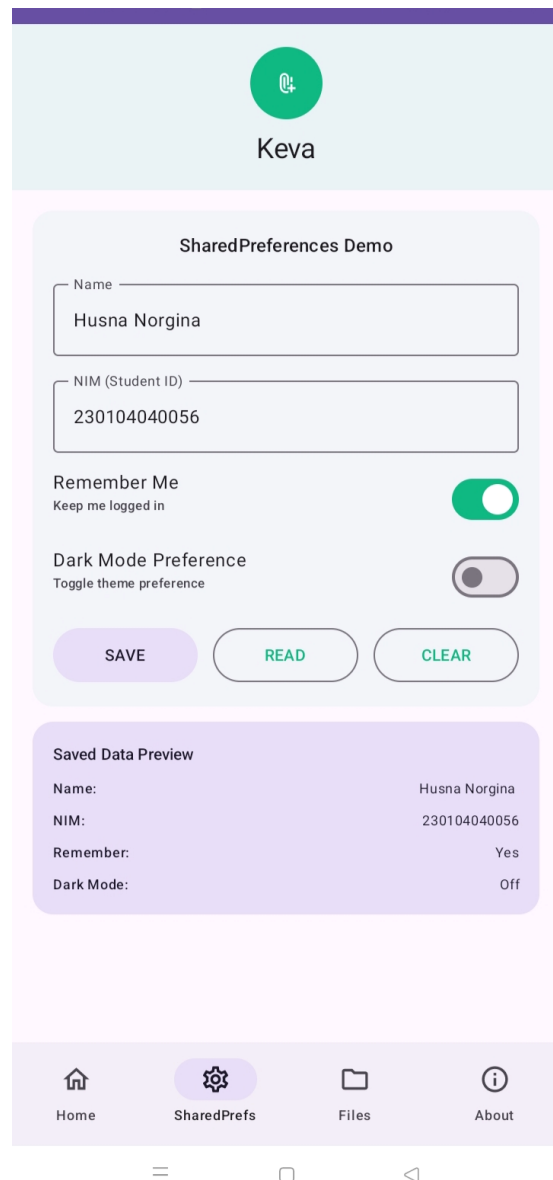 Keva
SharedPreferences Demo
Name
Husna Norgina
NIM (Student ID)
230104040056
Remember Me
Keep me logged in
Dark Mode Preference
Toggle theme preference
SAVE READ CLEAR
Saved Data Preview
Name: Husna Norgina
NIM: 230104040056
Remember: Yes
Dark Mode: Off
Home SharedPrefs Files About